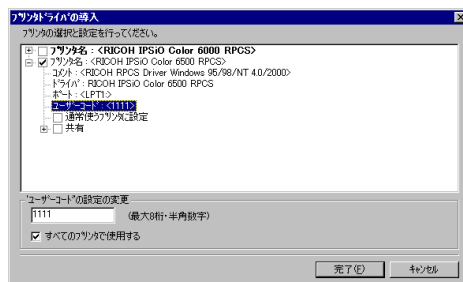 プリンタドライバの導入
プリンタの選択と設定を行ってください。
プリンタ名 : <RICOH IPSiO Color 6000 RPCS>
プリンタ名 : <RICOH IPSiO Color 6500 RPCS>
コメント : <RICOH RPCS Driver Windows 95/98/NT 4.0/2000>
ドライバ : RICOH IPSiO Color 6500 RPCS
ポート : <LPT1:>
ユーザーコード : <1111>
通常使うプリンタに設定
共有
"ユーザーコード"の設定の変更
1111
(最大8桁・半角数字)
すべてのプリンタで使用する
完了(F)
キャンセル